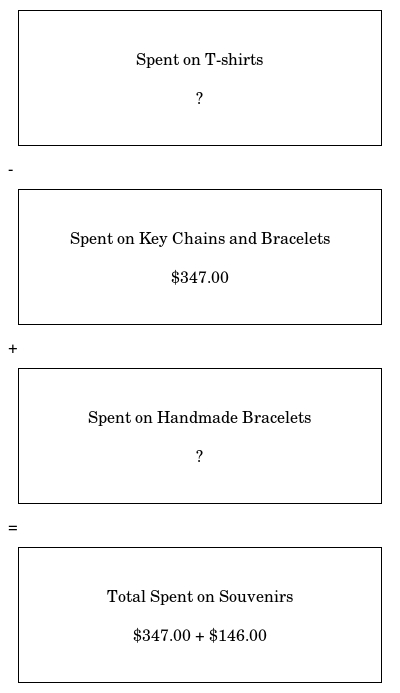 Spent on T-shirts
?
-
Spent on Key Chains and Bracelets
$347.00
+
Spent on Handmade Bracelets
?
=
Total Spent on Souvenirs
$347.00 + $146.00